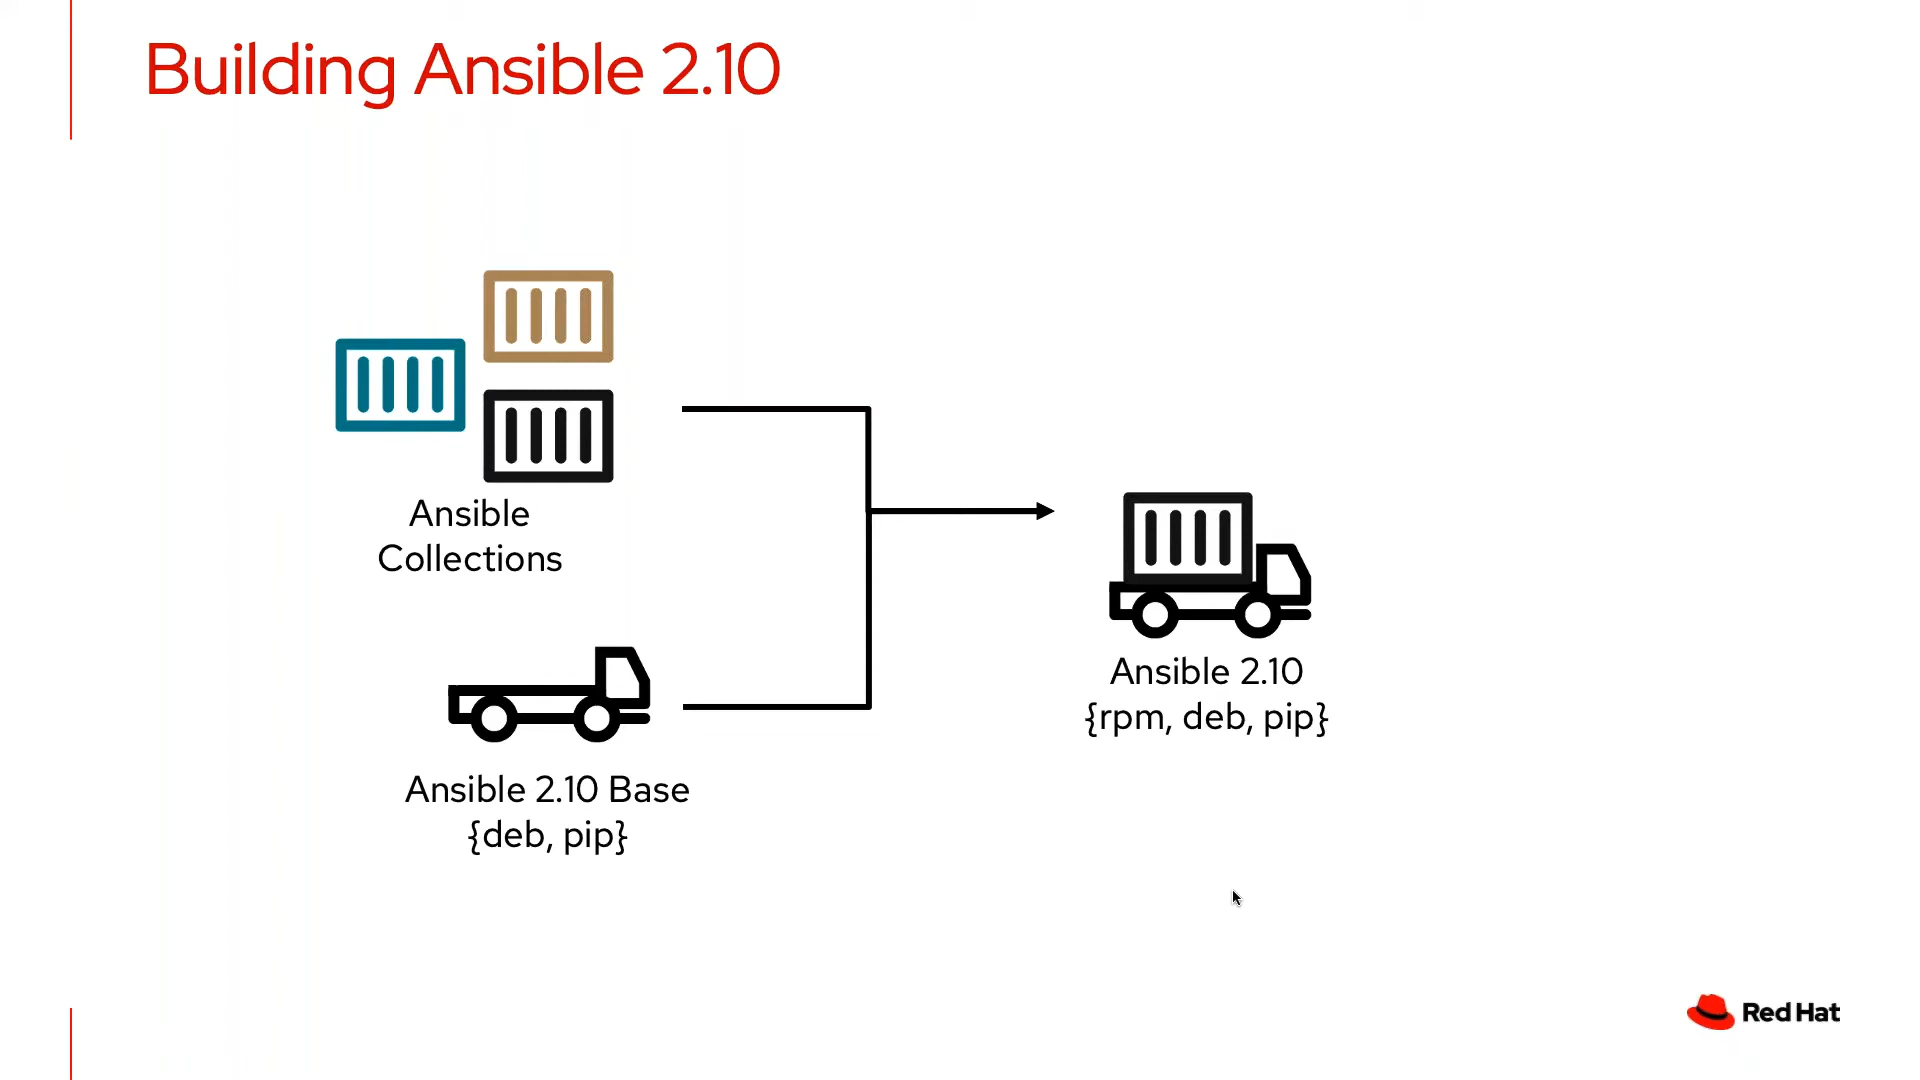 Building Ansible 2.10
Ansible
Collections
Ansible 2.10 Base
{deb, pip}
Ansible 2.10
{rpm, deb, pip}
Red Hat